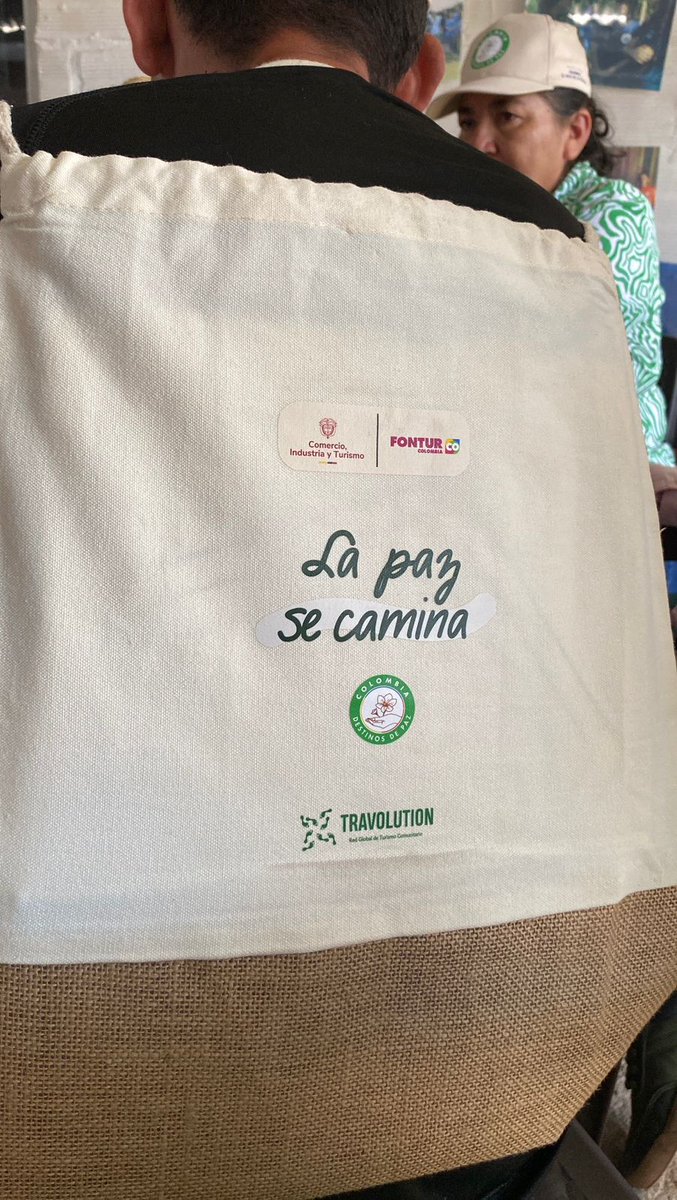 Comercio,
Industria y Turismo
FONTUR CO
COLOMBIA
La paz
se camina
COLOMBIA
DESTINOS DE PAZ
TRAVOLUTION
Red Global de Turismo Comunitario